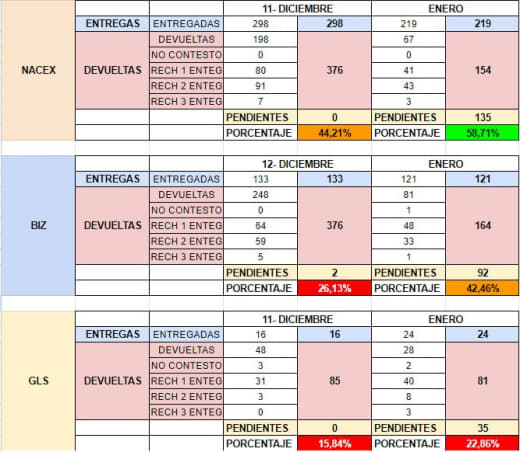 11- DICIEMBRE ENERO
ENTREGAS ENTREGADAS 298 298 219 219
DEVUELTAS 198 67
NO CONTESTO 0 0
NACEX DEVUELTAS RECH 1 ENTEG 80 376 41 154
RECH 2 ENTEG 91 43
RECH 3 ENTEG 7 3
PENDIENTES 0 PENDIENTES 135
PORCENTAJE 44,21% PORCENTAJE 58,71%
12- DICIEMBRE ENERO
ENTREGAS ENTREGADAS 133 133 121 121
DEVUELTAS 248 81
NO CONTESTO 0 1
BIZ DEVUELTAS RECH 1 ENTEG 64 376 48 164
RECH 2 ENTEG 59 33
RECH 3 ENTEG 5 1
PENDIENTES 2 PENDIENTES 92
PORCENTAJE 26,13% PORCENTAJE 42,46%
11- DICIEMBRE ENERO
ENTREGAS ENTREGADAS 16 16 24 24
DEVUELTAS 48 28
NO CONTESTO 3 2
GLS DEVUELTAS RECH 1 ENTEG 31 85 40 81
RECH 2 ENTEG 3 8
RECH 3 ENTEG 0 3
PENDIENTES 0 PENDIENTES 35
PORCENTAJE 15,84% PORCENTAJE 22,86%